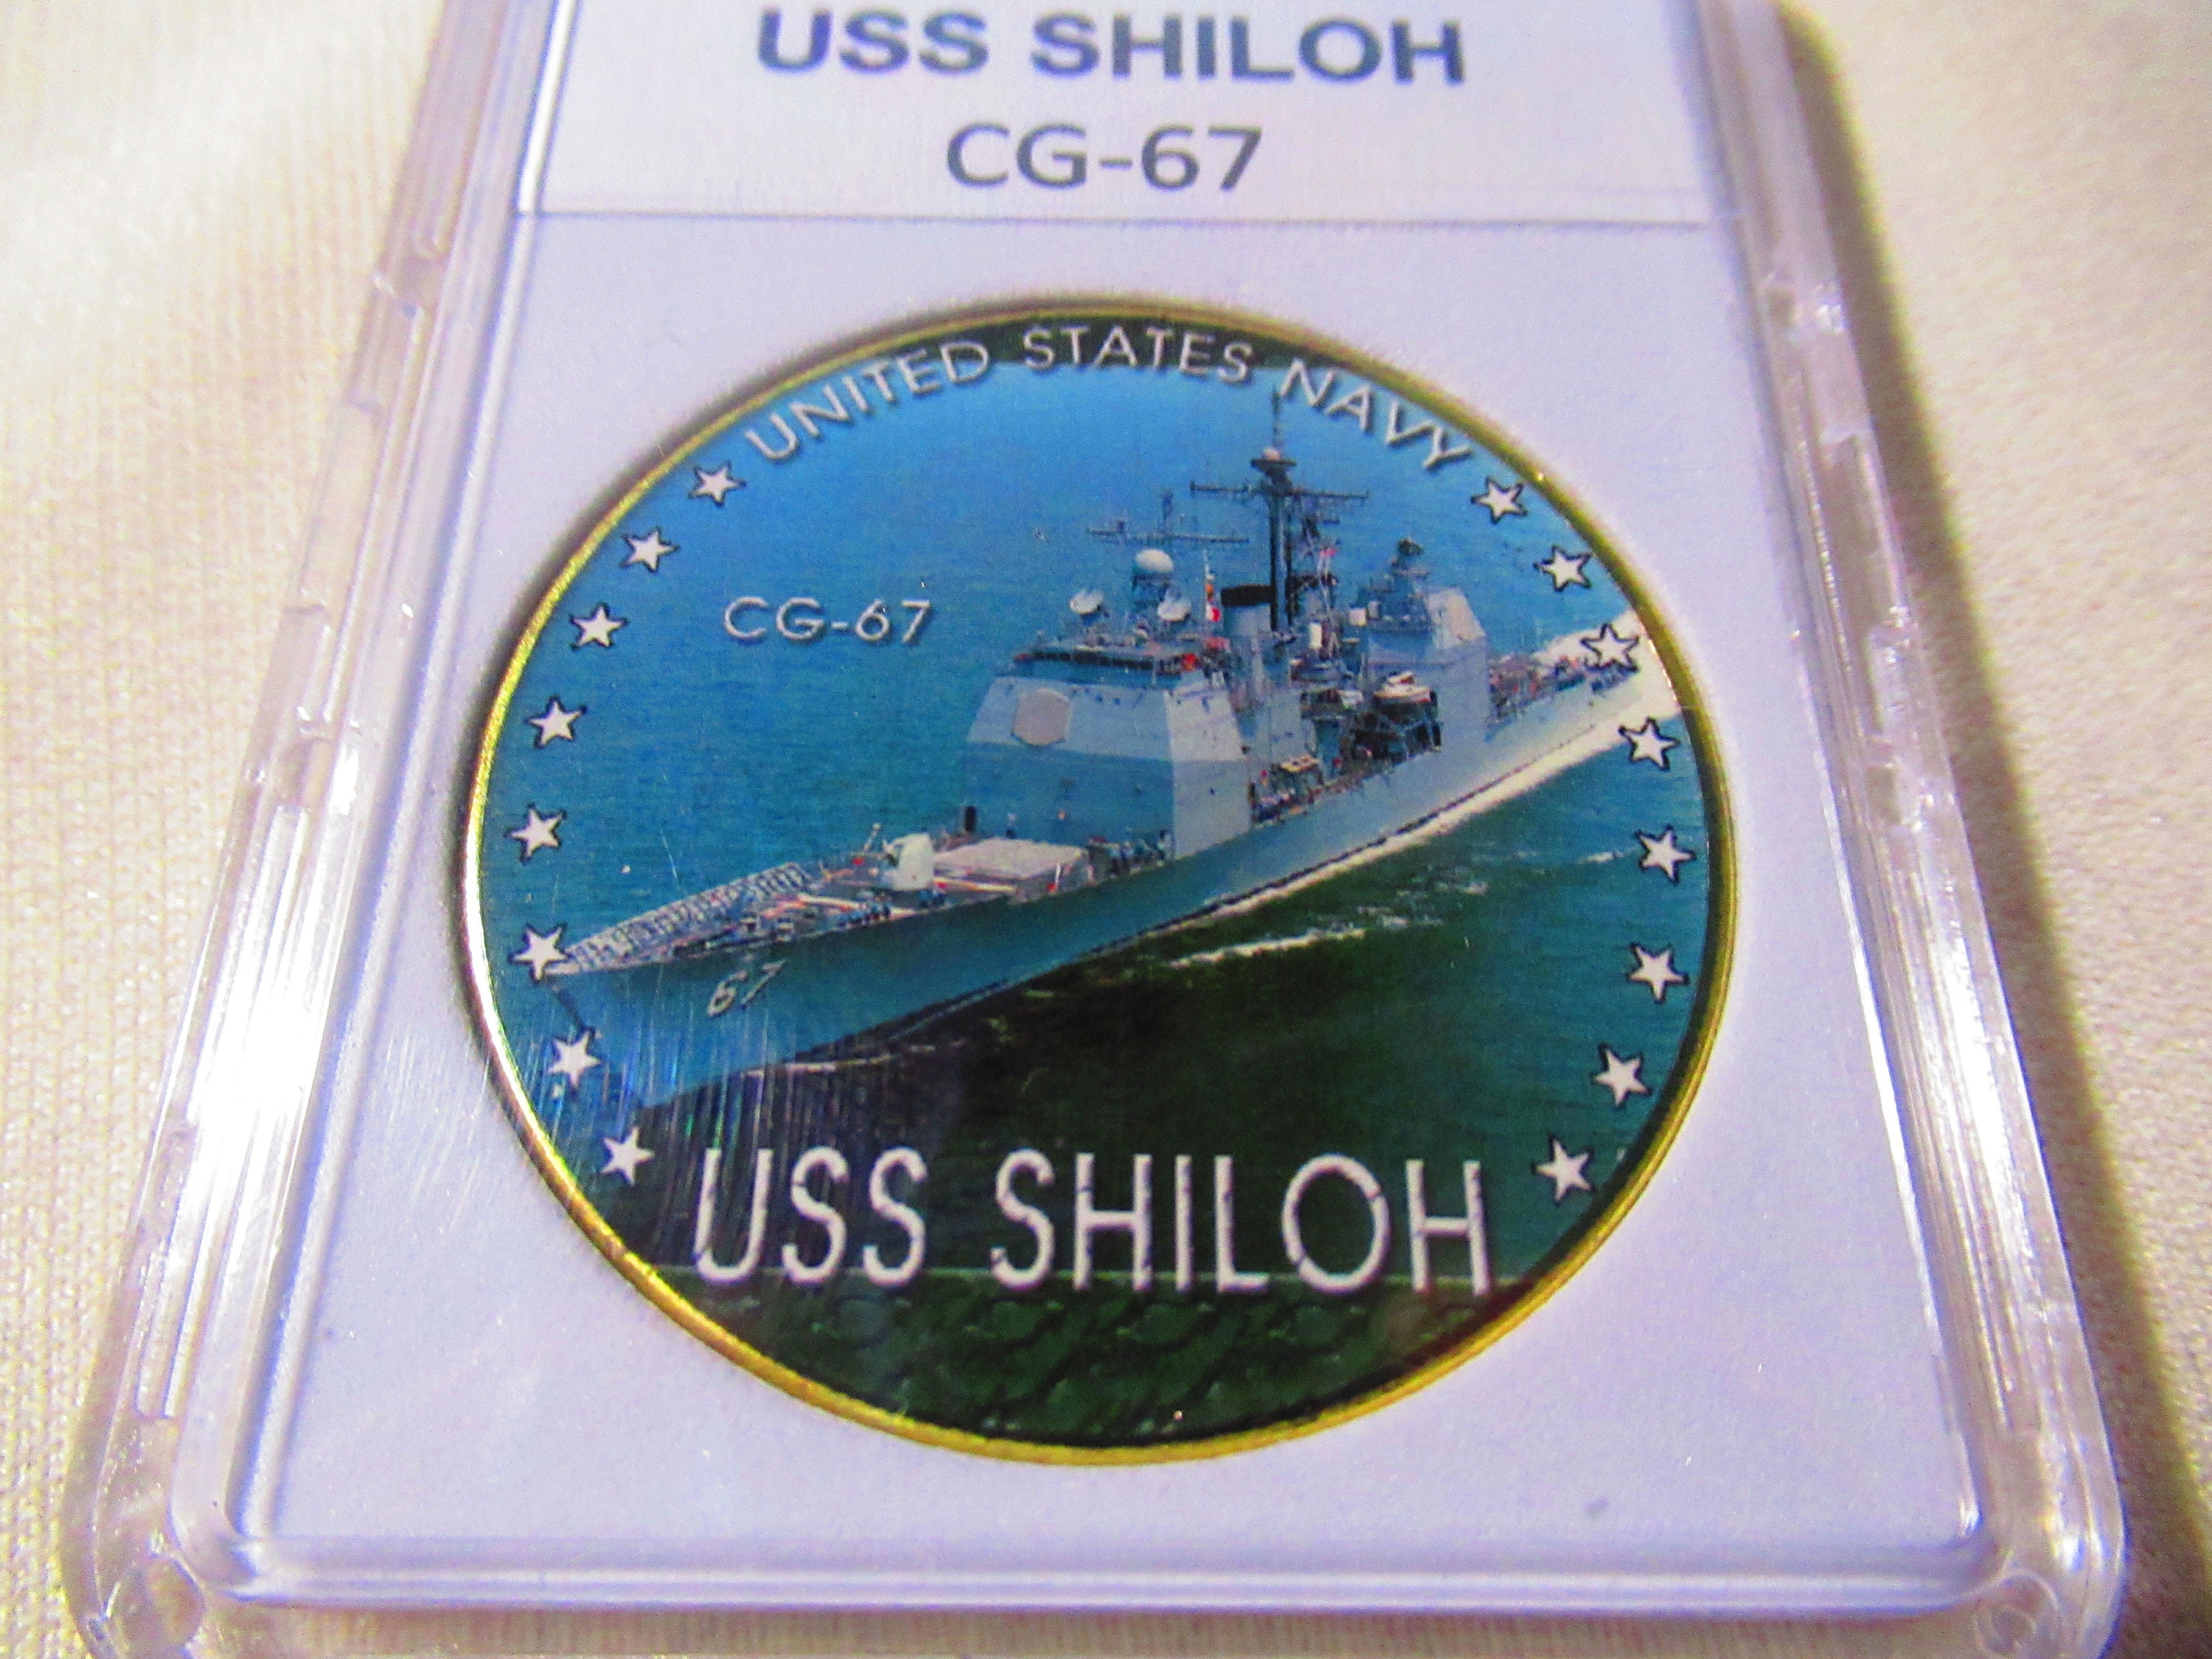 USS SHILOH
CG-67
UNITED STATES NAVY
CG-67
67
USS SHILOH